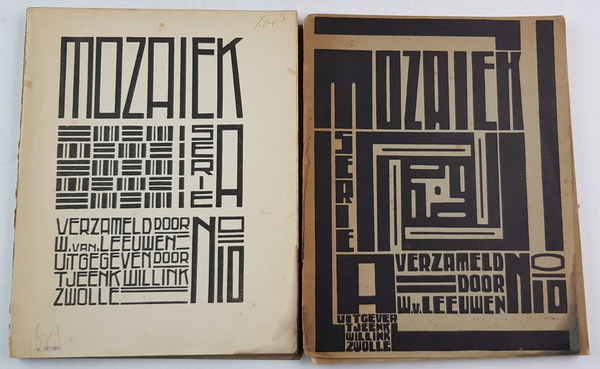 MOZAIEK
SERIE A
VERZAMELD DOOR
W. VAN. LEEUWEN
UITGEGEVEN DOOR
TJEENK WILLINK
ZWOLLE
No 10
MOZAIEK
SERIE
A
VERZAMELD
DOOR
W.V. LEEUWEN
No 10
UITGEVER
TJEENK
WILLINK
ZWOLLE